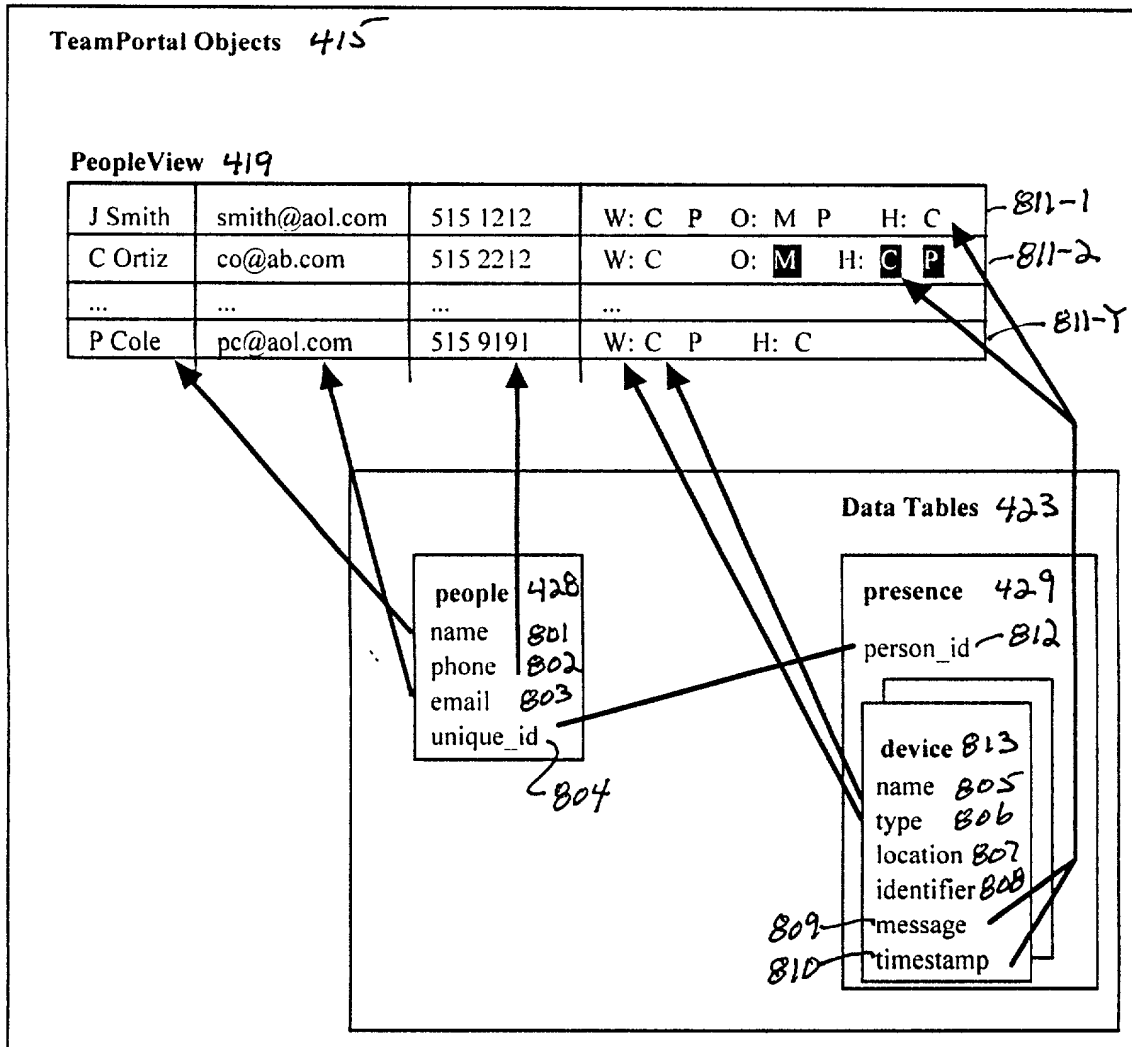 TeamPortal Objects 415
PeopleView 419
J Smith smith@aol.com 515 1212 W: C P O: M P H: C 811-1
C Ortiz co@ab.com 515 2212 W: C O: M H: C P 811-2
... ... ... ...
811-Y
P Cole pc@aol.com 515 9191 W: C P H: C
Data Tables 423
people 428
name 801
phone 802
email 803
unique_id
804
presence 429
person_id 812
device 813
name 805
type 806
location 807
identifier 808
809 message
810 timestamp